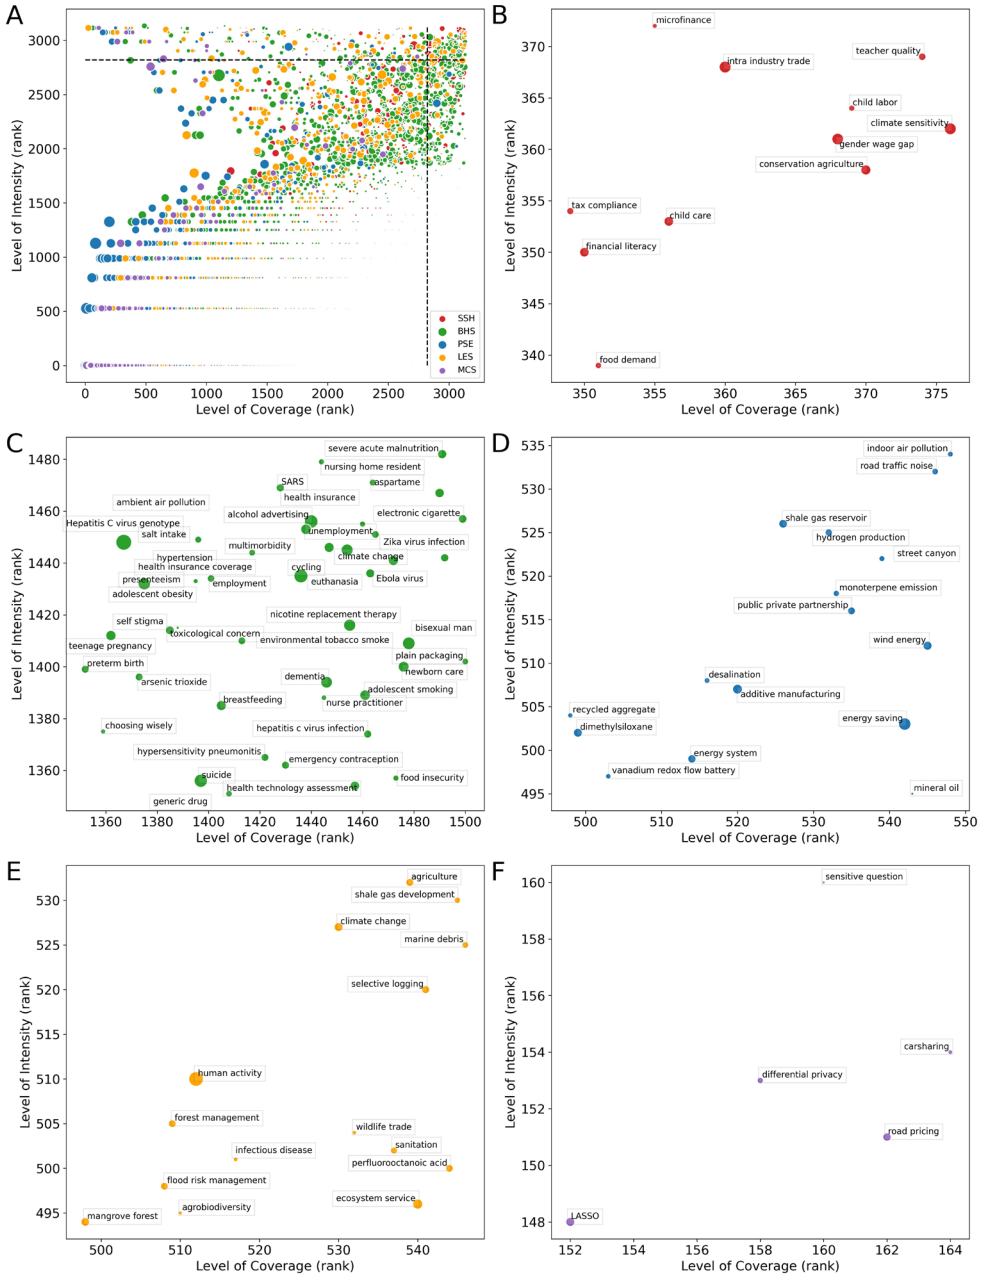 A
3000
2500
2000
1500
1000
500
0
Level of Intensity (rank)
0 500 1000 1500 2000 2500 3000
Level of Coverage (rank)
SSH
BHS
PSE
LES
MCS
B
370
365
360
355
350
345
340
Level of Intensity (rank)
microfinance
teacher quality
intra industry trade
child labor
climate sensitivity
gender wage gap
conservation agriculture
tax compliance
child care
financial literacy
food demand
350 355 360 365 370 375
Level of Coverage (rank)
C
1480
1460
1440
1420
1400
1380
1360
Level of Intensity (rank)
severe acute malnutrition
nursing home resident
SARS
aspartame
health insurance
ambient air pollution
alcohol advertising
electronic cigarette
Hepatitis C virus genotype
salt intake
unemployment
Zika virus infection
multimorbidity
hypertension
climate change
health insurance coverage
cycling
presenteeism
employment
euthanasia
Ebola virus
adolescent obesity
nicotine replacement therapy
self stigma
bisexual man
toxicological concern
environmental tobacco smoke
teenage pregnancy
plain packaging
preterm birth
newborn care
arsenic trioxide
dementia
adolescent smoking
breastfeeding
nurse practitioner
choosing wisely
hepatitis c virus infection
hypersensitivity pneumonitis
emergency contraception
suicide
food insecurity
health technology assessment
generic drug
1360 1380 1400 1420 1440 1460 1480 1500
Level of Coverage (rank)
D
535
530
525
520
515
510
505
500
495
Level of Intensity (rank)
indoor air pollution
road traffic noise
shale gas reservoir
hydrogen production
street canyon
monoterpene emission
public private partnership
wind energy
desalination
additive manufacturing
recycled aggregate
energy saving
dimethylsiloxane
energy system
vanadium redox flow battery
mineral oil
500 510 520 530 540 550
Level of Coverage (rank)
E
530
525
520
515
510
505
500
495
Level of Intensity (rank)
agriculture
shale gas development
climate change
marine debris
selective logging
human activity
forest management
wildlife trade
sanitation
infectious disease
perfluorooctanoic acid
flood risk management
ecosystem service
agrobiodiversity
mangrove forest
500 510 520 530 540
Level of Coverage (rank)
F
160
158
156
154
152
150
148
Level of Intensity (rank)
sensitive question
carsharing
differential privacy
road pricing
LASSO
152 154 156 158 160 162 164
Level of Coverage (rank)